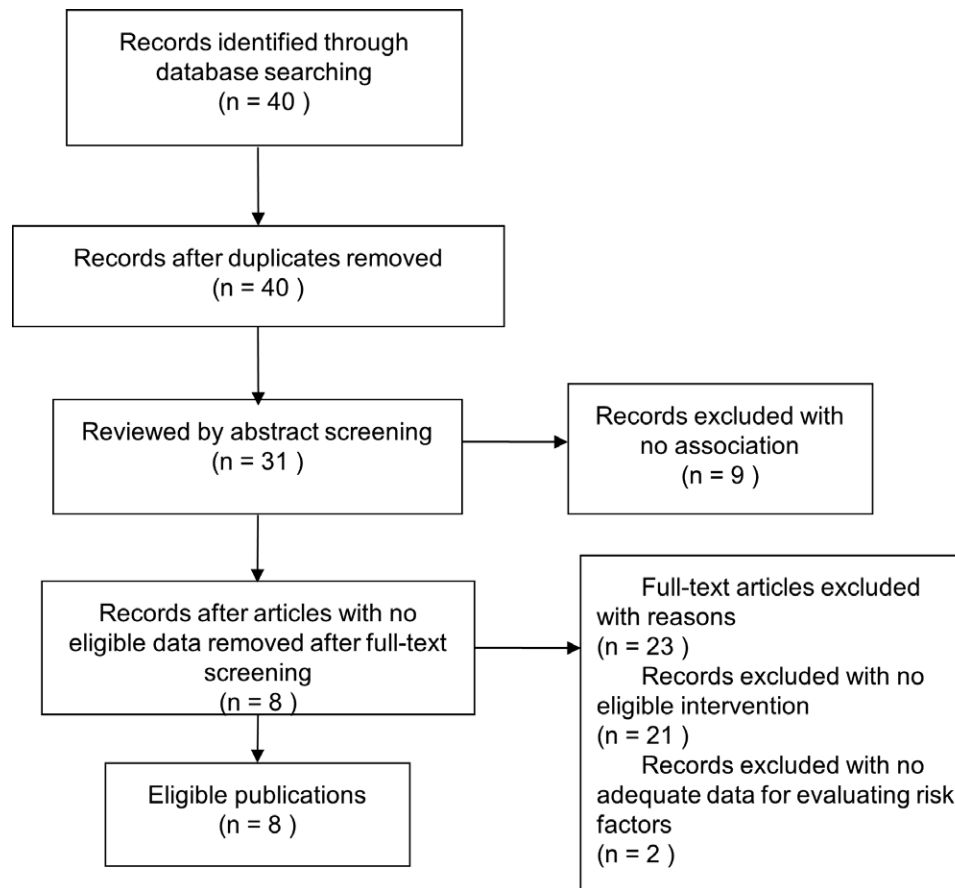 Records identified through
database searching
(n = 40 )
Records after duplicates removed
(n = 40 )
Reviewed by abstract screening
(n = 31 )
Records excluded with
no association
(n = 9 )
Records after articles with no
eligible data removed after full-text
screening
(n = 8 )
Full-text articles excluded
with reasons
(n = 23 )
Records excluded with no
eligible intervention
(n = 21 )
Records excluded with no
adequate data for evaluating risk
factors
(n = 2 )
Eligible publications
(n = 8 )